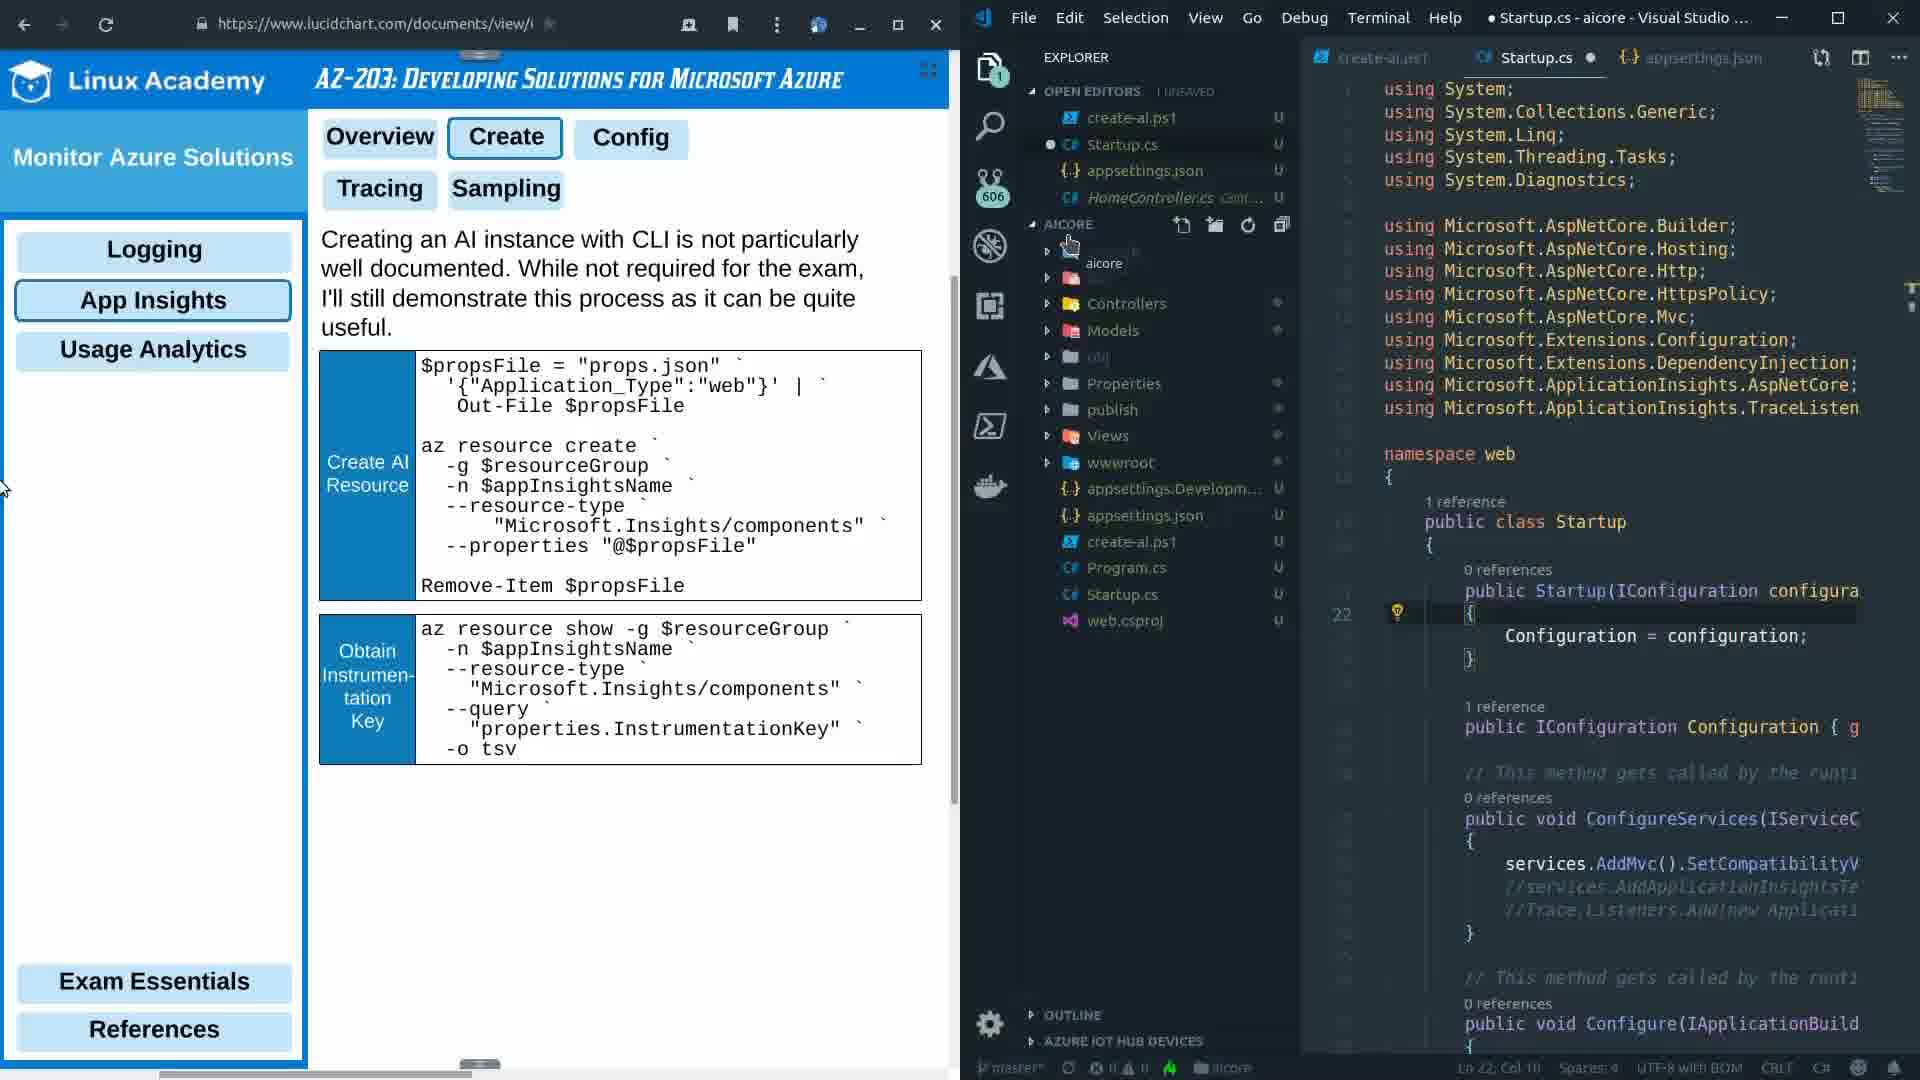 https://www.lucidchart.com/documents/view/
Linux Academy
AZ-203: Developing Solutions for Microsoft Azure
Monitor Azure Solutions
Logging
App Insights
Usage Analytics
Exam Essentials
References
Overview
Create
Config
Tracing
Sampling
Creating an AI instance with CLI is not particularly
well documented. While not required for the exam,
I'll still demonstrate this process as it can be quite
useful.
Create AI
Resource
$propsFile = "props.json" `
'{"Application_Type":"web"}' | `
Out-File $propsFile
az resource create `
-g $resourceGroup `
-n $appInsightsName `
--resource-type `
"Microsoft.Insights/components" `
--properties "@$propsFile"
Remove-Item $propsFile
Obtain
Instrumen-
tation
Key
az resource show -g $resourceGroup `
-n $appInsightsName `
--resource-type `
"Microsoft.Insights/components" `
--query `
"properties.InstrumentationKey" `
-o tsv
File Edit Selection View Go Debug Terminal Help
● Startup.cs - aicore - Visual Studio ...
EXPLORER
OPEN EDITORS 1 UNSAVED
create-ai.ps1 U
Startup.cs U
{..} appsettings.json U
HomeController.cs Cont... U
AICORE
aicore
Controllers
Models
obj
Properties
publish
Views
wwwroot
{..} appsettings.Developm... U
{..} appsettings.json U
create-ai.ps1 U
Program.cs U
Startup.cs U
web.csproj U
OUTLINE
AZURE IOT HUB DEVICES
1
606
create-ai.ps1
Startup.cs
{..} appsettings.json
using System;
using System.Collections.Generic;
using System.Linq;
using System.Threading.Tasks;
using System.Diagnostics;
using Microsoft.AspNetCore.Builder;
using Microsoft.AspNetCore.Hosting;
using Microsoft.AspNetCore.Http;
using Microsoft.AspNetCore.HttpsPolicy;
using Microsoft.AspNetCore.Mvc;
using Microsoft.Extensions.Configuration;
using Microsoft.Extensions.DependencyInjection;
using Microsoft.ApplicationInsights.AspNetCore;
using Microsoft.ApplicationInsights.TraceListen
namespace web
{
1 reference
public class Startup
{
0 references
public Startup(IConfiguration configura
22 {
Configuration = configuration;
}
1 reference
public IConfiguration Configuration { g
// This method gets called by the runti
0 references
public void ConfigureServices(IServiceC
{
services.AddMvc().SetCompatibilityV
//services.AddApplicationInsightsTe
//Trace.Listeners.Add(new Applicati
}
// This method gets called by the runti
0 references
public void Configure(IApplicationBuild
{
master* 0 0 aicore
Ln 22, Col 10 Spaces: 4 UTF-8 with BOM CRLF C#